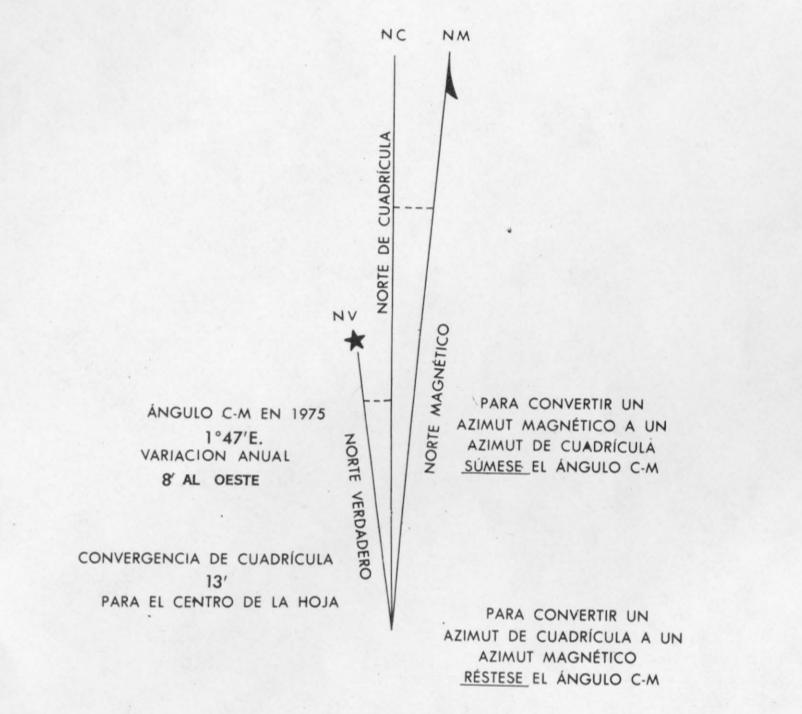 NC NM
NORTE DE CUADRÍCULA
NV
NORTE MAGNÉTICO
NORTE VERDADERO
ÁNGULO C-M EN 1975
1°47'E.
VARIACION ANUAL
8' AL OESTE
CONVERGENCIA DE CUADRÍCULA
13'
PARA EL CENTRO DE LA HOJA
PARA CONVERTIR UN
AZIMUT MAGNÉTICO A UN
AZIMUT DE CUADRÍCULA
SÚMESE EL ÁNGULO C-M
PARA CONVERTIR UN
AZIMUT DE CUADRÍCULA A UN
AZIMUT MAGNÉTICO
RÉSTESE EL ÁNGULO C-M